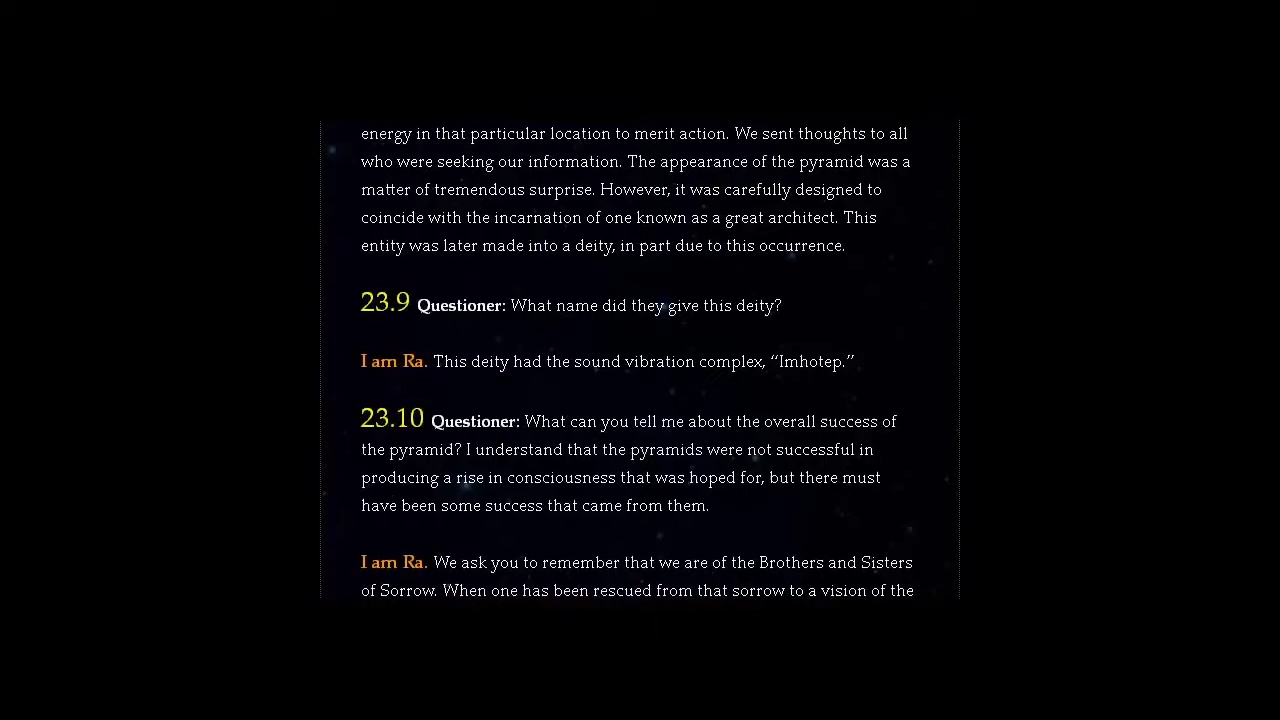 energy in that particular location to merit action. We sent thoughts to all
who were seeking our information. The appearance of the pyramid was a
matter of tremendous surprise. However, it was carefully designed to
coincide with the incarnation of one known as a great architect. This
entity was later made into a deity, in part due to this occurrence.
23.9 Questioner: What name did they give this deity?
I am Ra. This deity had the sound vibration complex, “Imhotep.”
23.10 Questioner: What can you tell me about the overall success of
the pyramid? I understand that the pyramids were not successful in
producing a rise in consciousness that was hoped for, but there must
have been some success that came from them.
I am Ra. We ask you to remember that we are of the Brothers and Sisters
of Sorrow. When one has been rescued from that sorrow to a vision of the